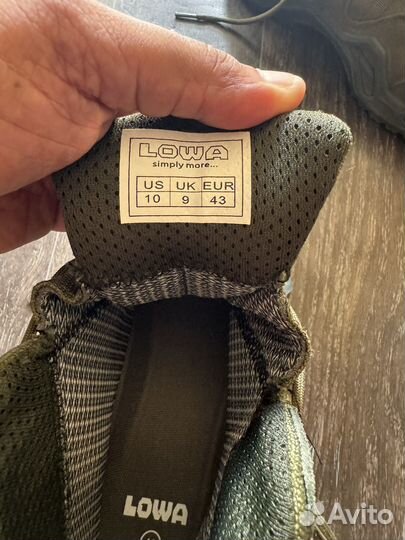 LOWA
simply more...
US UK EUR
10 9 43
LOWA
Avito